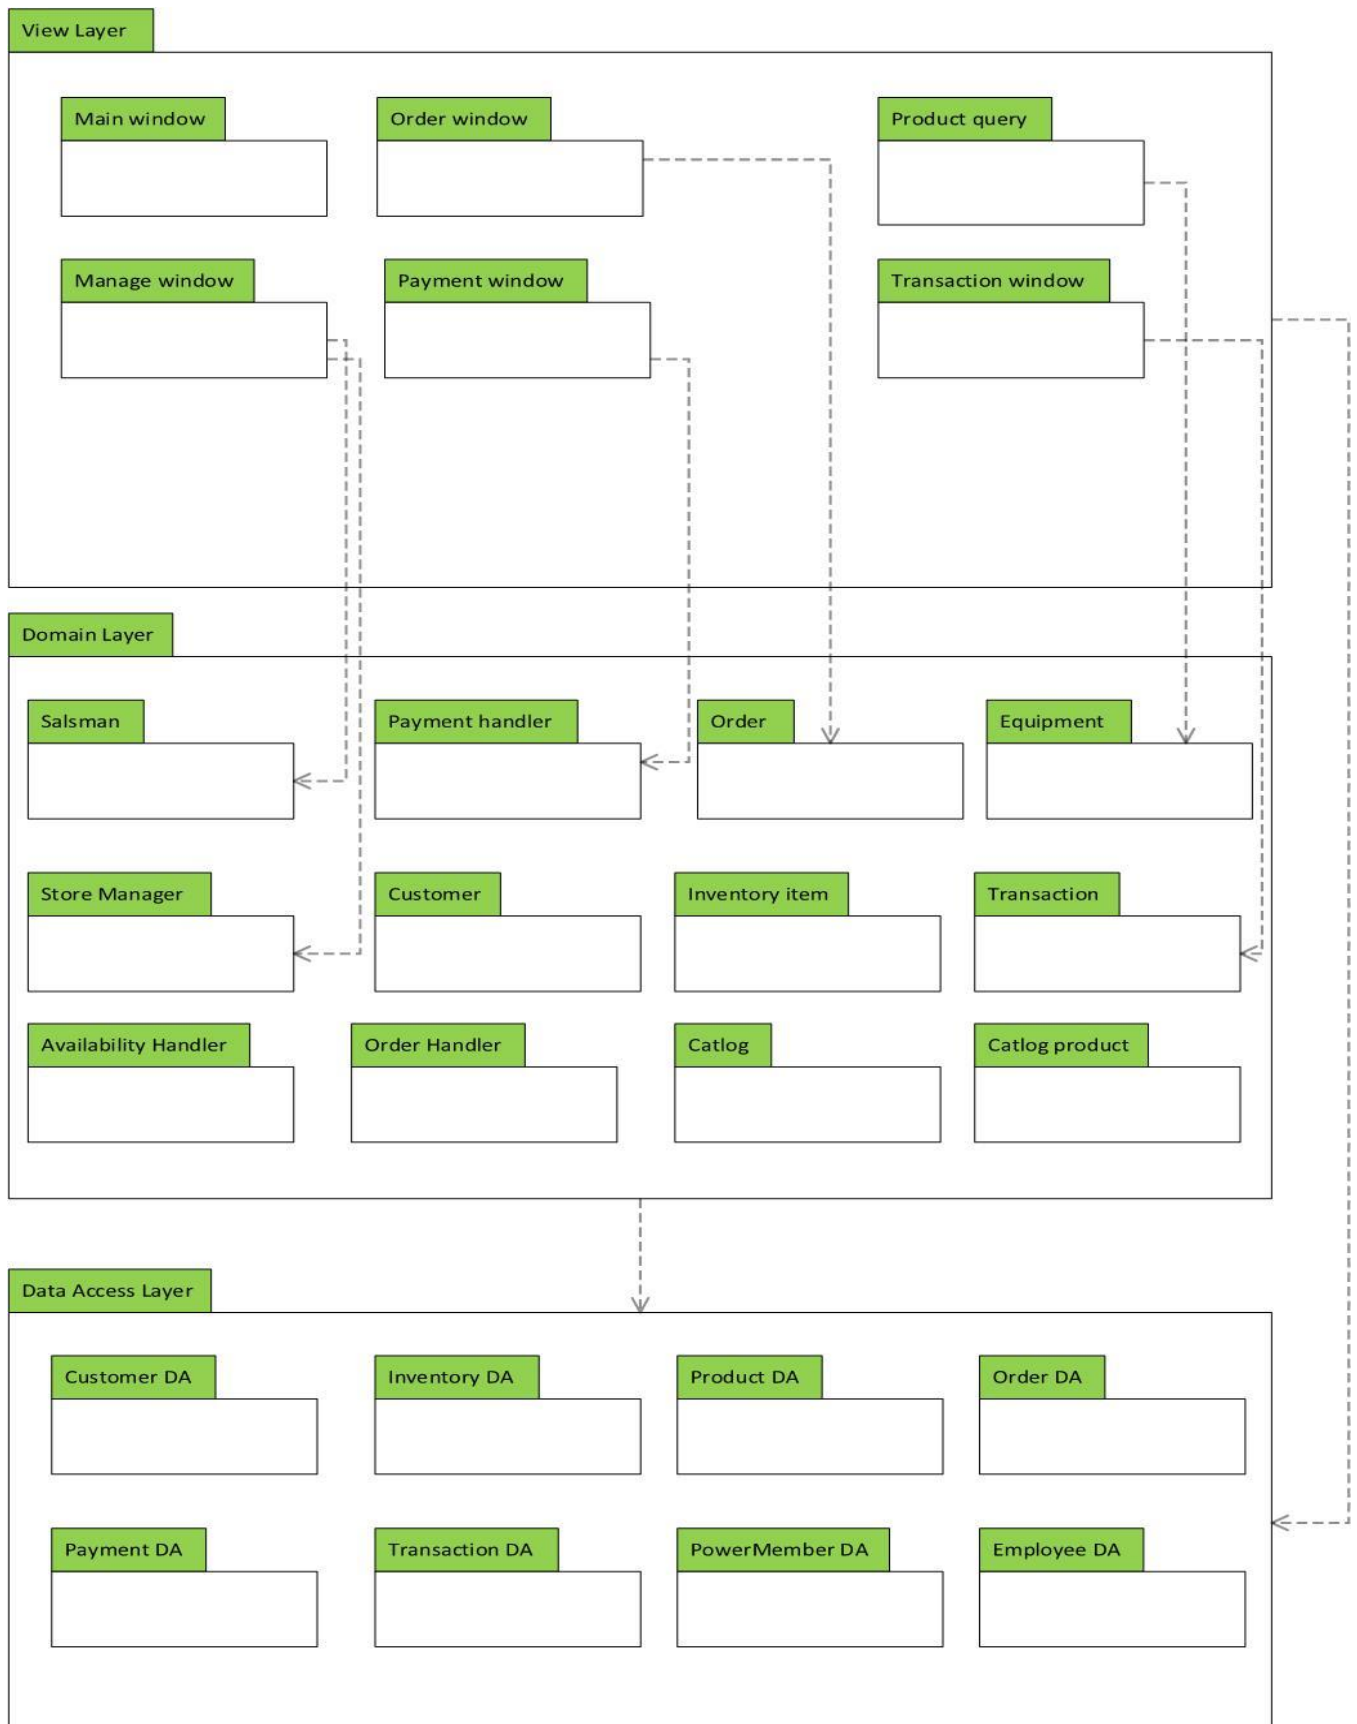 View Layer
Main window
Order window
Product query
Manage window
Payment window
Transaction window
Domain Layer
Salsman
Payment handler
Order
Equipment
Store Manager
Customer
Inventory item
Transaction
Availability Handler
Order Handler
Catlog
Catlog product
Data Access Layer
Customer DA
Inventory DA
Product DA
Order DA
Payment DA
Transaction DA
PowerMember DA
Employee DA